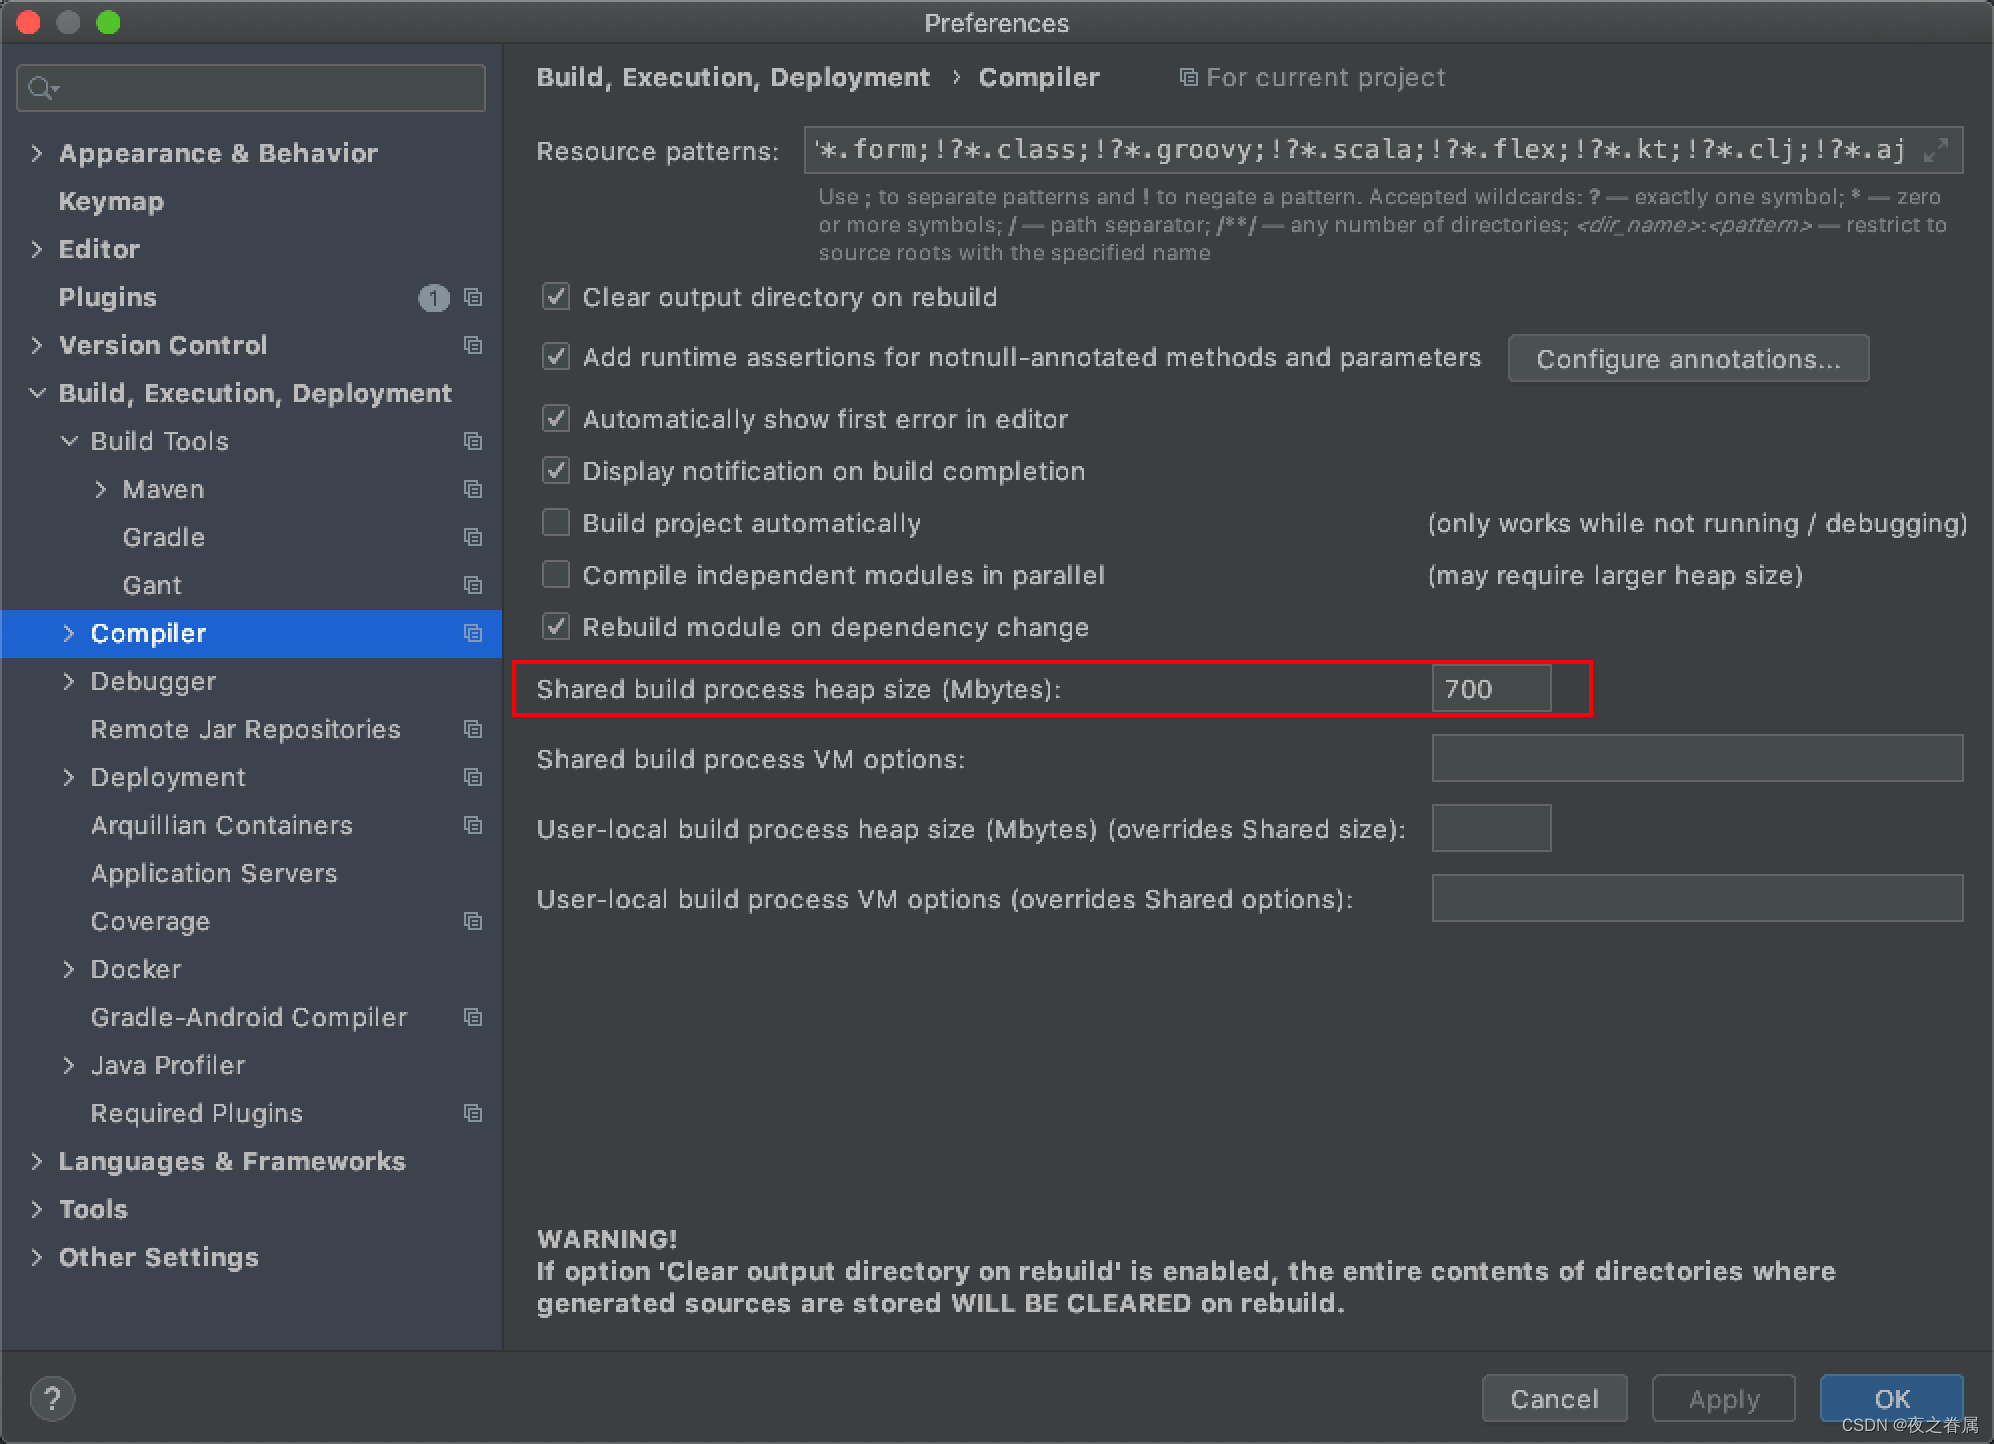 Preferences
Appearance & Behavior
Keymap
Editor
Plugins 1
Version Control
Build, Execution, Deployment
Build Tools
Maven
Gradle
Gant
Compiler
Debugger
Remote Jar Repositories
Deployment
Arquillian Containers
Application Servers
Coverage
Docker
Gradle-Android Compiler
Java Profiler
Required Plugins
Languages & Frameworks
Tools
Other Settings
Build, Execution, Deployment › Compiler For current project
Resource patterns: *.form;!?*.class;!?*.groovy;!?*.scala;!?*.flex;!?*.kt;!?*.clj;!?*.aj
Use ; to separate patterns and ! to negate a pattern. Accepted wildcards: ? — exactly one symbol; * — zero
or more symbols; / — path separator; /**/ — any number of directories; <dir_name>:<pattern> — restrict to
source roots with the specified name
Clear output directory on rebuild
Add runtime assertions for notnull-annotated methods and parameters Configure annotations...
Automatically show first error in editor
Display notification on build completion
Build project automatically (only works while not running / debugging)
Compile independent modules in parallel (may require larger heap size)
Rebuild module on dependency change
Shared build process heap size (Mbytes): 700
Shared build process VM options:
User-local build process heap size (Mbytes) (overrides Shared size):
User-local build process VM options (overrides Shared options):
WARNING!
If option 'Clear output directory on rebuild' is enabled, the entire contents of directories where
generated sources are stored WILL BE CLEARED on rebuild.
? Cancel Apply OK
CSDN @夜之眷属